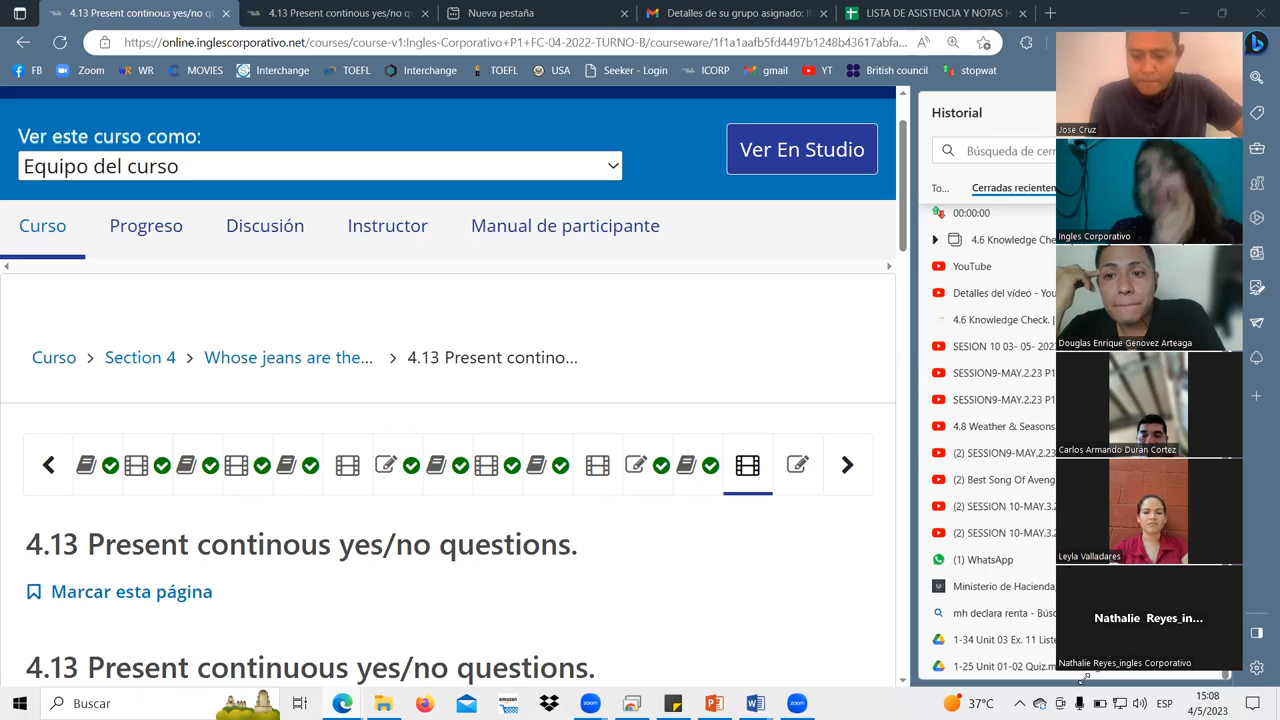 4.13 Present continous yes/no qu
4.13 Present continous yes/no qu
Nueva pestaña
Detalles de su grupo asignado: IN
LISTA DE ASISTENCIA Y NOTAS H
https://online.inglescorporativo.net/courses/course-v1:Ingles-Corporativo+P1+FC-04-2022-TURNO-B/courseware/1f1a1aafb5fd4497b1248b43617abfa...
FB
Zoom
WR
MOVIES
Interchange
TOEFL
Interchange
TOEFL
USA
Seeker - Login
ICORP
gmail
YT
British council
stopwat
Ver este curso como:
Equipo del curso
Ver En Studio
Curso
Progreso
Discusión
Instructor
Manual de participante
Curso
Section 4
Whose jeans are the...
4.13 Present contino...
4.13 Present continous yes/no questions.
Marcar esta página
4.13 Present continuous yes/no questions.
Historial
Búsqueda de cerr
To...
Cerradas recienten
00:00:00
4.6 Knowledge Che
YouTube
Detalles del vídeo - You
4.6 Knowledge Check. |
SESION 10 03- 05- 202
SESSION9-MAY.2.23 P1
SESSION9-MAY.2.23 P1
4.8 Weather & Seasons
(2) SESSION9-MAY.2.23
(2) Best Song Of Aveng
(2) SESSION 10-MAY.3.2
(2) SESSION 10-MAY.3.2
(1) WhatsApp
Ministerio de Hacienda,
mh declara renta - Bús
1-34 Unit 03 Ex. 11 Liste
1-25 Unit 01-02 Quiz.m
Jose Cruz
Ingles Corporativo
Douglas Enrique Genovez Arteaga
Carlos Armando Durán Cortez
Leyla Valladares
Nathalie Reyes_in...
Nathalie Reyes_ingles Corporativo
Buscar
37°C
ESP
15:08
4/5/2023